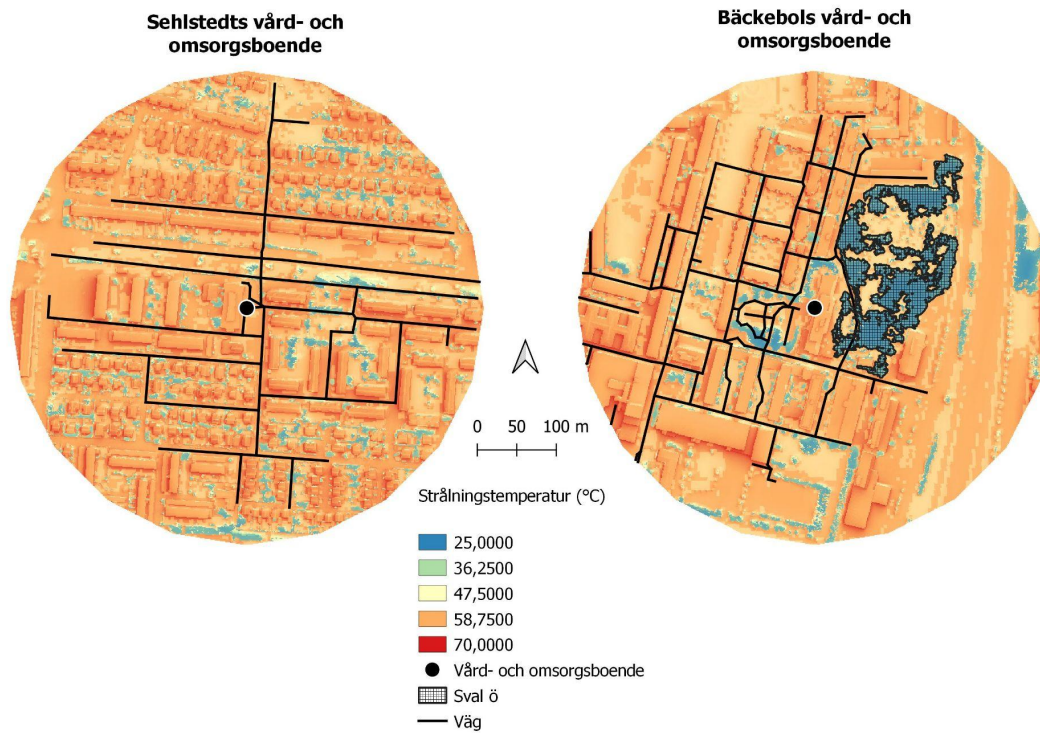 Sehlstedts vård- och
omsorgsboende
Bäckebols vård- och
omsorgsboende
0 50 100 m
Strålningstemperatur (°C)
25,0000
36,2500
47,5000
58,7500
70,0000
Vård- och omsorgsboende
Sval ö
Väg